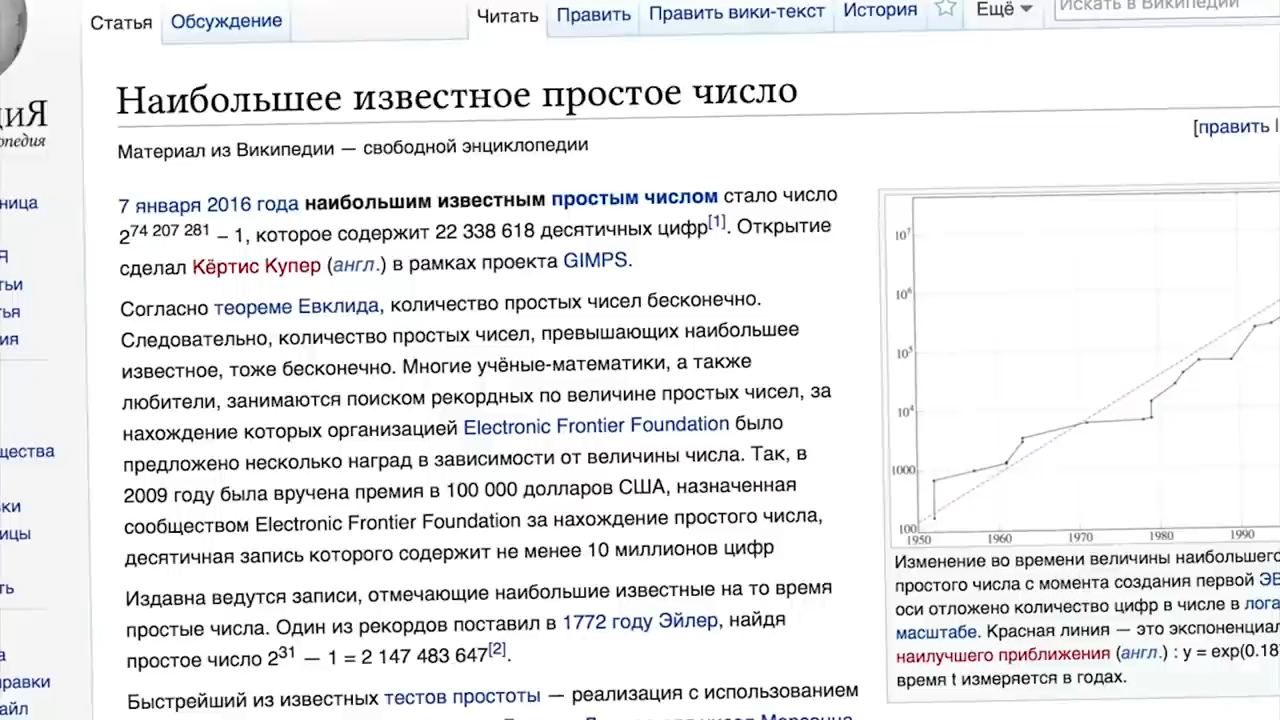 Статья Обсуждение Читать Править Править вики-текст История Ещё Искать в Википедии
Наибольшее известное простое число
[править |
Материал из Википедии — свободной энциклопедии
7 января 2016 года наибольшим известным простым числом стало число
2^74 207 281 – 1, которое содержит 22 338 618 десятичных цифр[1]. Открытие
сделал Кёртис Купер (англ.) в рамках проекта GIMPS.
Согласно теореме Евклида, количество простых чисел бесконечно.
Следовательно, количество простых чисел, превышающих наибольшее
известное, тоже бесконечно. Многие учёные-математики, а также
любители, занимаются поиском рекордных по величине простых чисел, за
нахождение которых организацией Electronic Frontier Foundation было
предложено несколько наград в зависимости от величины числа. Так, в
2009 году была вручена премия в 100 000 долларов США, назначенная
сообществом Electronic Frontier Foundation за нахождение простого числа,
десятичная запись которого содержит не менее 10 миллионов цифр
Издавна ведутся записи, отмечающие наибольшие известные на то время
простые числа. Один из рекордов поставил в 1772 году Эйлер, найдя
простое число 2^31 — 1 = 2 147 483 647[2].
Быстрейший из известных тестов простоты — реализация с использованием
10^7
10^6
10^5
10^4
1000
100
1950 1960 1970 1980 1990
Изменение во времени величины наибольшего
простого числа с момента создания первой ЭВ
оси отложено количество цифр в числе в лога
масштабе. Красная линия — это экспоненциал
наилучшего приближения (англ.) : y = exp(0.18
время t измеряется в годах.